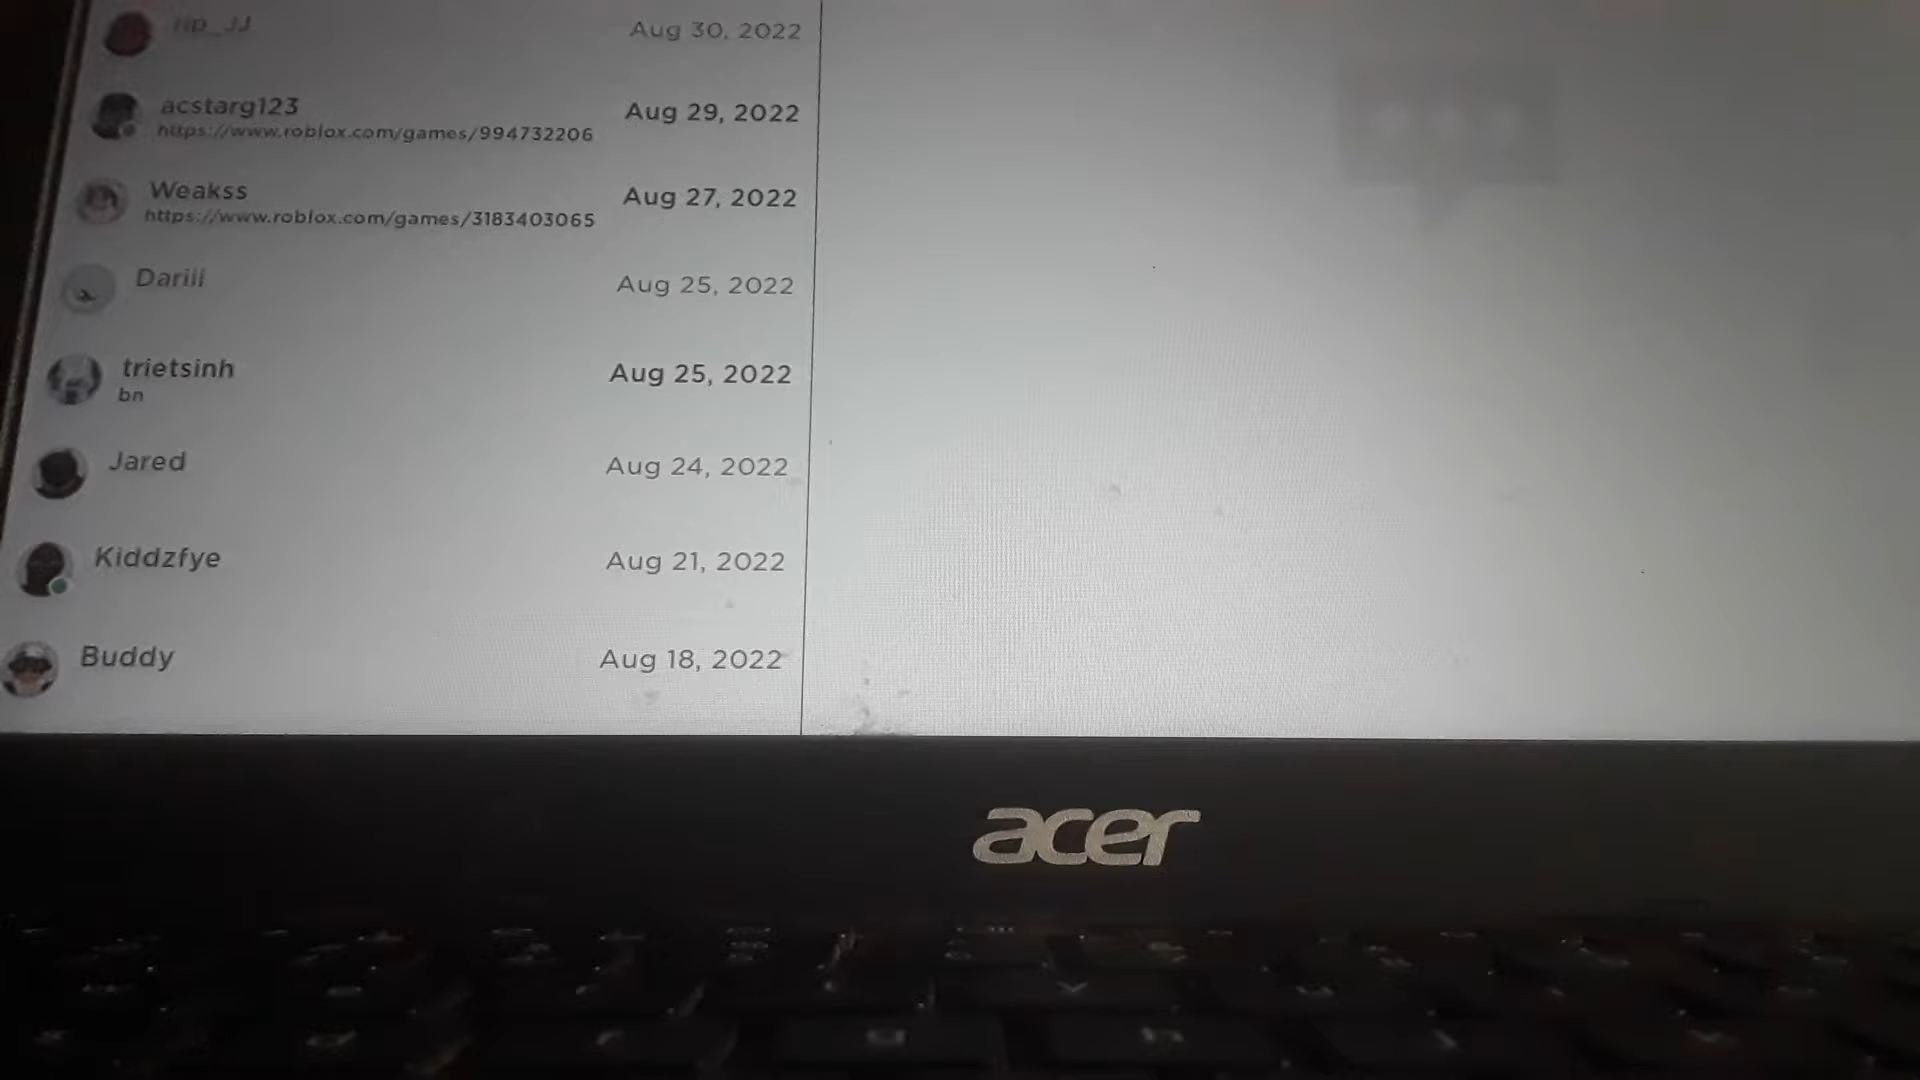 Aug 30, 2022
acstarg123
Aug 29, 2022
https://www.roblox.com/games/994732206
Weakss
Aug 27, 2022
https://www.roblox.com/games/3183403065
Dariii
Aug 25, 2022
trietsinh
Aug 25, 2022
bn
Jared
Aug 24, 2022
Kiddzfye
Aug 21, 2022
Buddy
Aug 18, 2022
acer